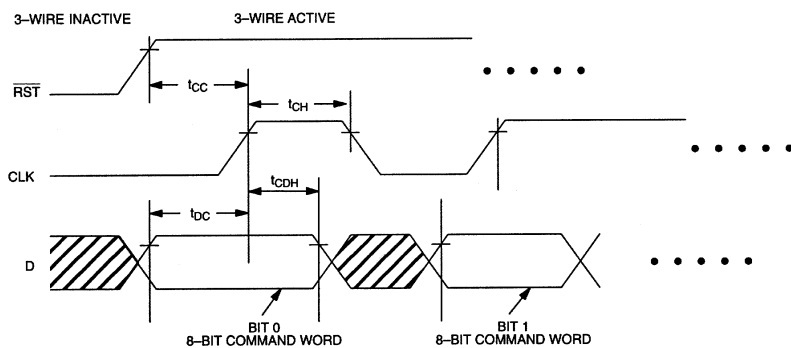 3–WIRE INACTIVE
3–WIRE ACTIVE
RST
tCC
tCH
CLK
tCDH
tDC
D
BIT 0
8–BIT COMMAND WORD
BIT 1
8–BIT COMMAND WORD